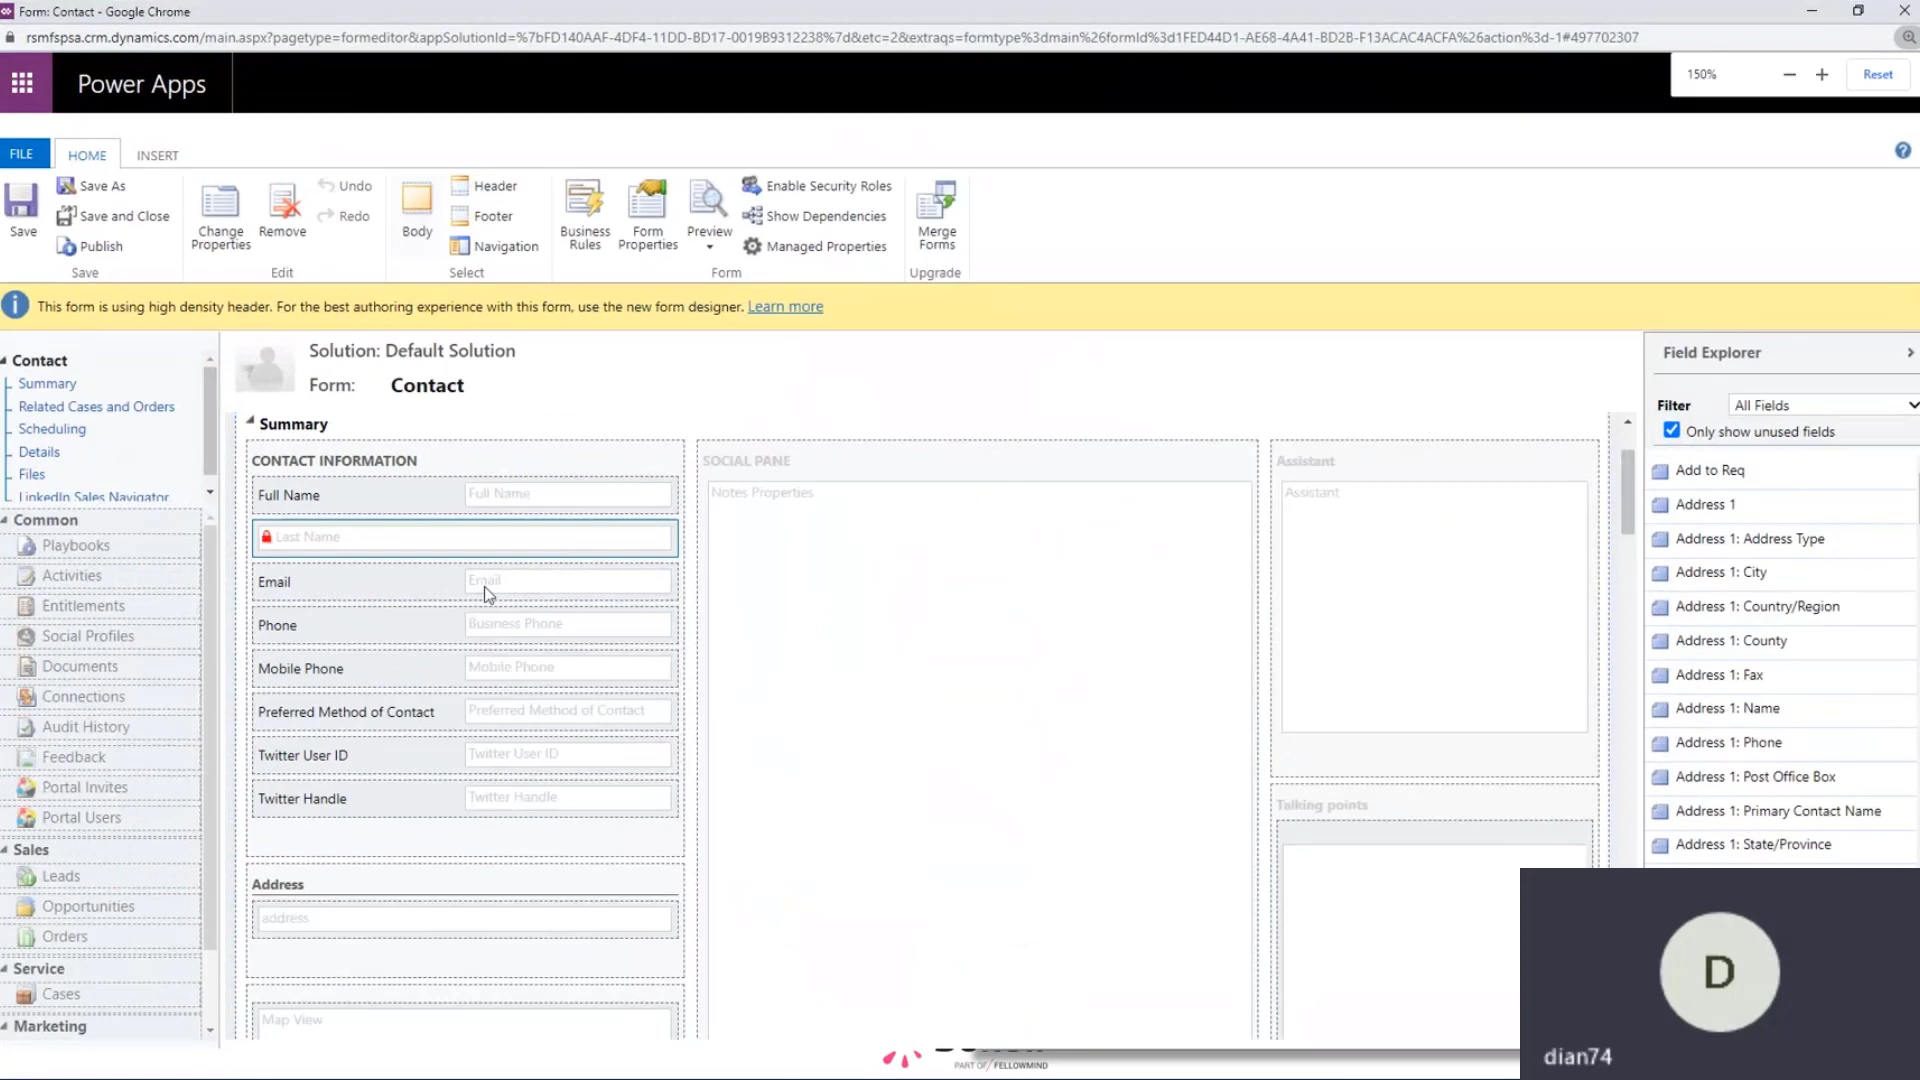 Form: Contact - Google Chrome
rsmfspsa.crm.dynamics.com/main.aspx?pagetype=formeditor&appSolutionId=%7bFD140AAF-4DF4-11DD-BD17-0019B9312238%7d&etc=2&extraqs=formtype%3dmain%26formId%3d1FED44D1-AE68-4A41-BD2B-F13ACAC4ACFA%26action%3d-1#497702307
Power Apps
150%
Reset
FILE
HOME
INSERT
Save
Save As
Save and Close
Publish
Save
Change
Properties
Remove
Undo
Redo
Edit
Body
Header
Footer
Navigation
Select
Business
Rules
Form
Properties
Preview
Enable Security Roles
Show Dependencies
Managed Properties
Form
Merge
Forms
Upgrade
This form is using high density header. For the best authoring experience with this form, use the new form designer. Learn more
Contact
Summary
Related Cases and Orders
Scheduling
Details
Files
LinkedIn Sales Navigator
Common
Playbooks
Activities
Entitlements
Social Profiles
Documents
Connections
Audit History
Feedback
Portal Invites
Portal Users
Sales
Leads
Opportunities
Orders
Service
Cases
Marketing
Solution: Default Solution
Form: Contact
Summary
CONTACT INFORMATION
Full Name Full Name
Last Name
Email Email
Phone Business Phone
Mobile Phone Mobile Phone
Preferred Method of Contact Preferred Method of Contact
Twitter User ID Twitter User ID
Twitter Handle Twitter Handle
Address
address
Map View
SOCIAL PANE
Notes Properties
Assistant
Assistant
Talking points
Field Explorer
Filter All Fields
Only show unused fields
Add to Req
Address 1
Address 1: Address Type
Address 1: City
Address 1: Country/Region
Address 1: County
Address 1: Fax
Address 1: Name
Address 1: Phone
Address 1: Post Office Box
Address 1: Primary Contact Name
Address 1: State/Province
D
dian74
PART OF / FELLOWMIND